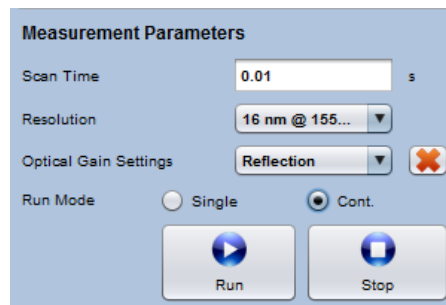 Measurement Parameters
Scan Time 0.01 s
Resolution 16 nm @ 155...
Optical Gain Settings Reflection
Run Mode Single Cont.
Run Stop